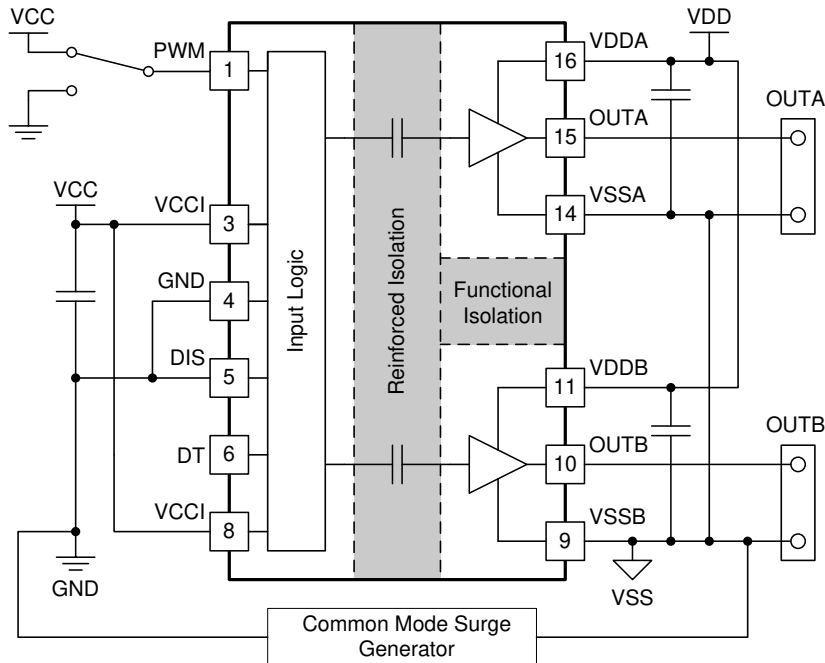 VCC
PWM
1
VCC
VCCI
3
GND
4
DIS
5
DT
6
VCCI
8
GND
Input Logic
Reinforced Isolation
Functional
Isolation
16
VDDA
VDD
15
OUTA
OUTA
14
VSSA
11
VDDB
10
OUTB
OUTB
9
VSSB
VSS
Common Mode Surge
Generator